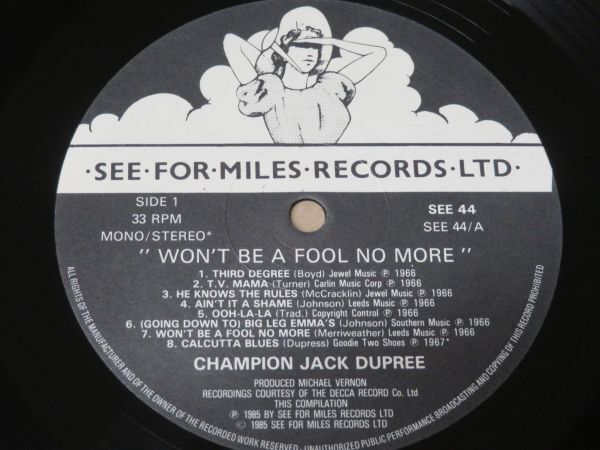 ·SEE·FOR·MILES·RECORDS·LTD·
SIDE 1
33 RPM
MONO/STEREO*
SEE 44
SEE 44/A
" WON'T BE A FOOL NO MORE "
1. THIRD DEGREE (Boyd) Jewel Music ℗ 1966
2. T.V. MAMA (Turner) Carlin Music Corp ℗ 1966
3. HE KNOWS THE RULES (McCracklin) Jewel Music ℗ 1966
4. AIN'T IT A SHAME (Johnson) Leeds Music ℗ 1966
5. OOH-LA-LA (Trad.) Copyright Control ℗ 1966
6. (GOING DOWN TO) BIG LEG EMMA'S (Johnson) Southern Music ℗ 1966
7. WON'T BE A FOOL NO MORE (Merriweather) Leeds Music ℗ 1966
8. CALCUTTA BLUES (Dupress) Goodie Two Shoes ℗ 1967*
CHAMPION JACK DUPREE
PRODUCED MICHAEL VERNON
RECORDINGS COURTESY OF THE DECCA RECORD Co. Ltd
THIS COMPILATION
℗ 1985 BY SEE FOR MILES RECORDS LTD
© 1985 SEE FOR MILES RECORDS LTD
ALL RIGHTS OF THE MANUFACTURER AND OF THE OWNER OF THE RECORDED WORK RESERVED - UNAUTHORIZED PUBLIC PERFORMANCE BROADCASTING AND COPYING OF THIS RECORD PROHIBITED